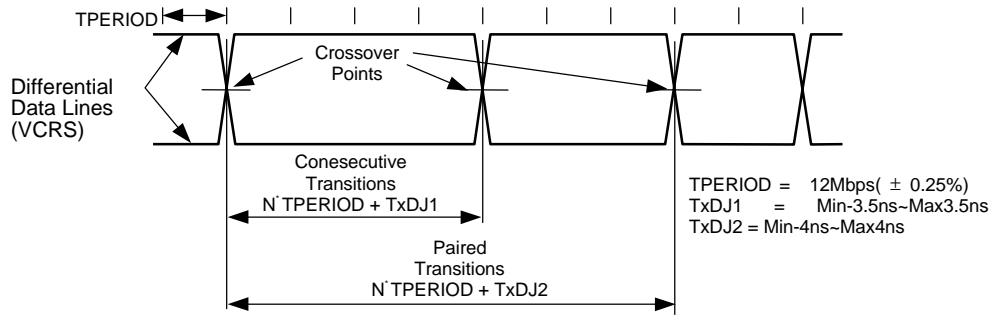 TPERIOD
Crossover
Points
Differential
Data Lines
(VCRS)
Conesecutive
Transitions
N*TPERIOD + TxDJ1
TPERIOD = 12Mbps( ± 0.25%)
TxDJ1 = Min-3.5ns~Max3.5ns
TxDJ2 = Min-4ns~Max4ns
Paired
Transitions
N*TPERIOD + TxDJ2